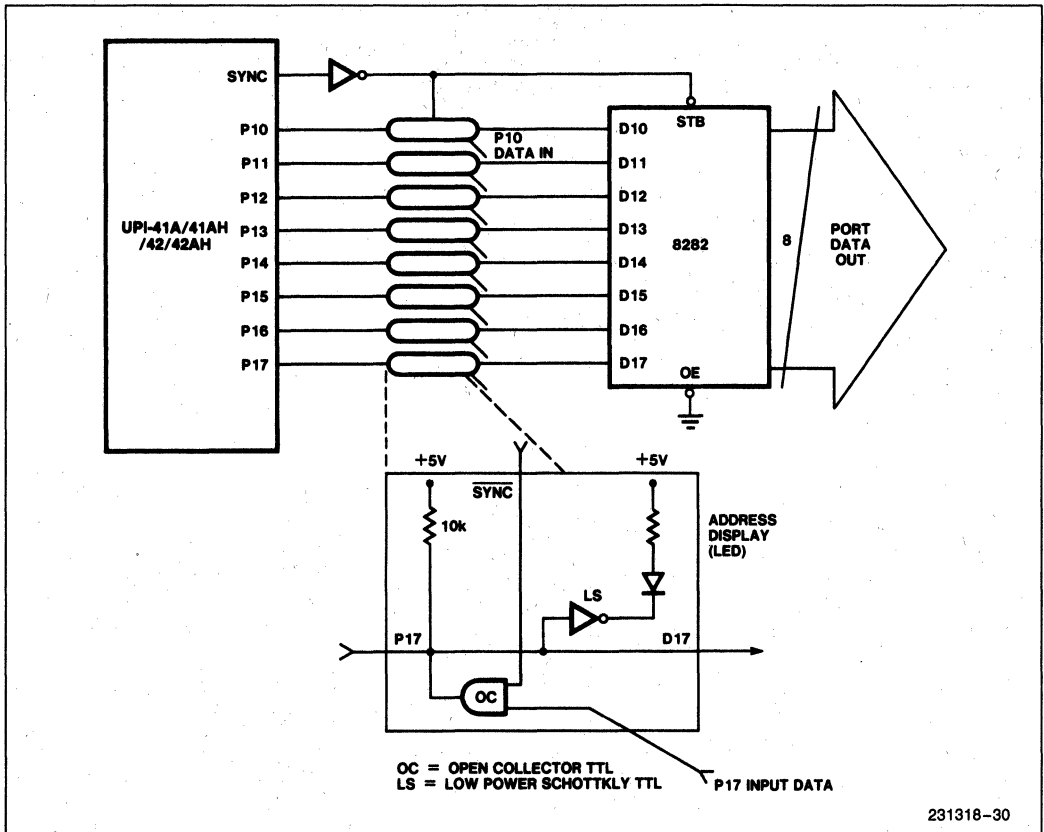 SYNC
P10
P11
P12
P13
P14
P15
P16
P17
UPI-41A/41AH
/42/42AH
P10
DATA IN
STB
D10
D11
D12
D13
D14
D15
D16
D17
8282
OE
8
PORT
DATA
OUT
+5V
SYNC
+5V
10k
ADDRESS
DISPLAY
(LED)
LS
P17
D17
OC
OC = OPEN COLLECTOR TTL
LS = LOW POWER SCHOTTKLY TTL
P17 INPUT DATA
231318-30